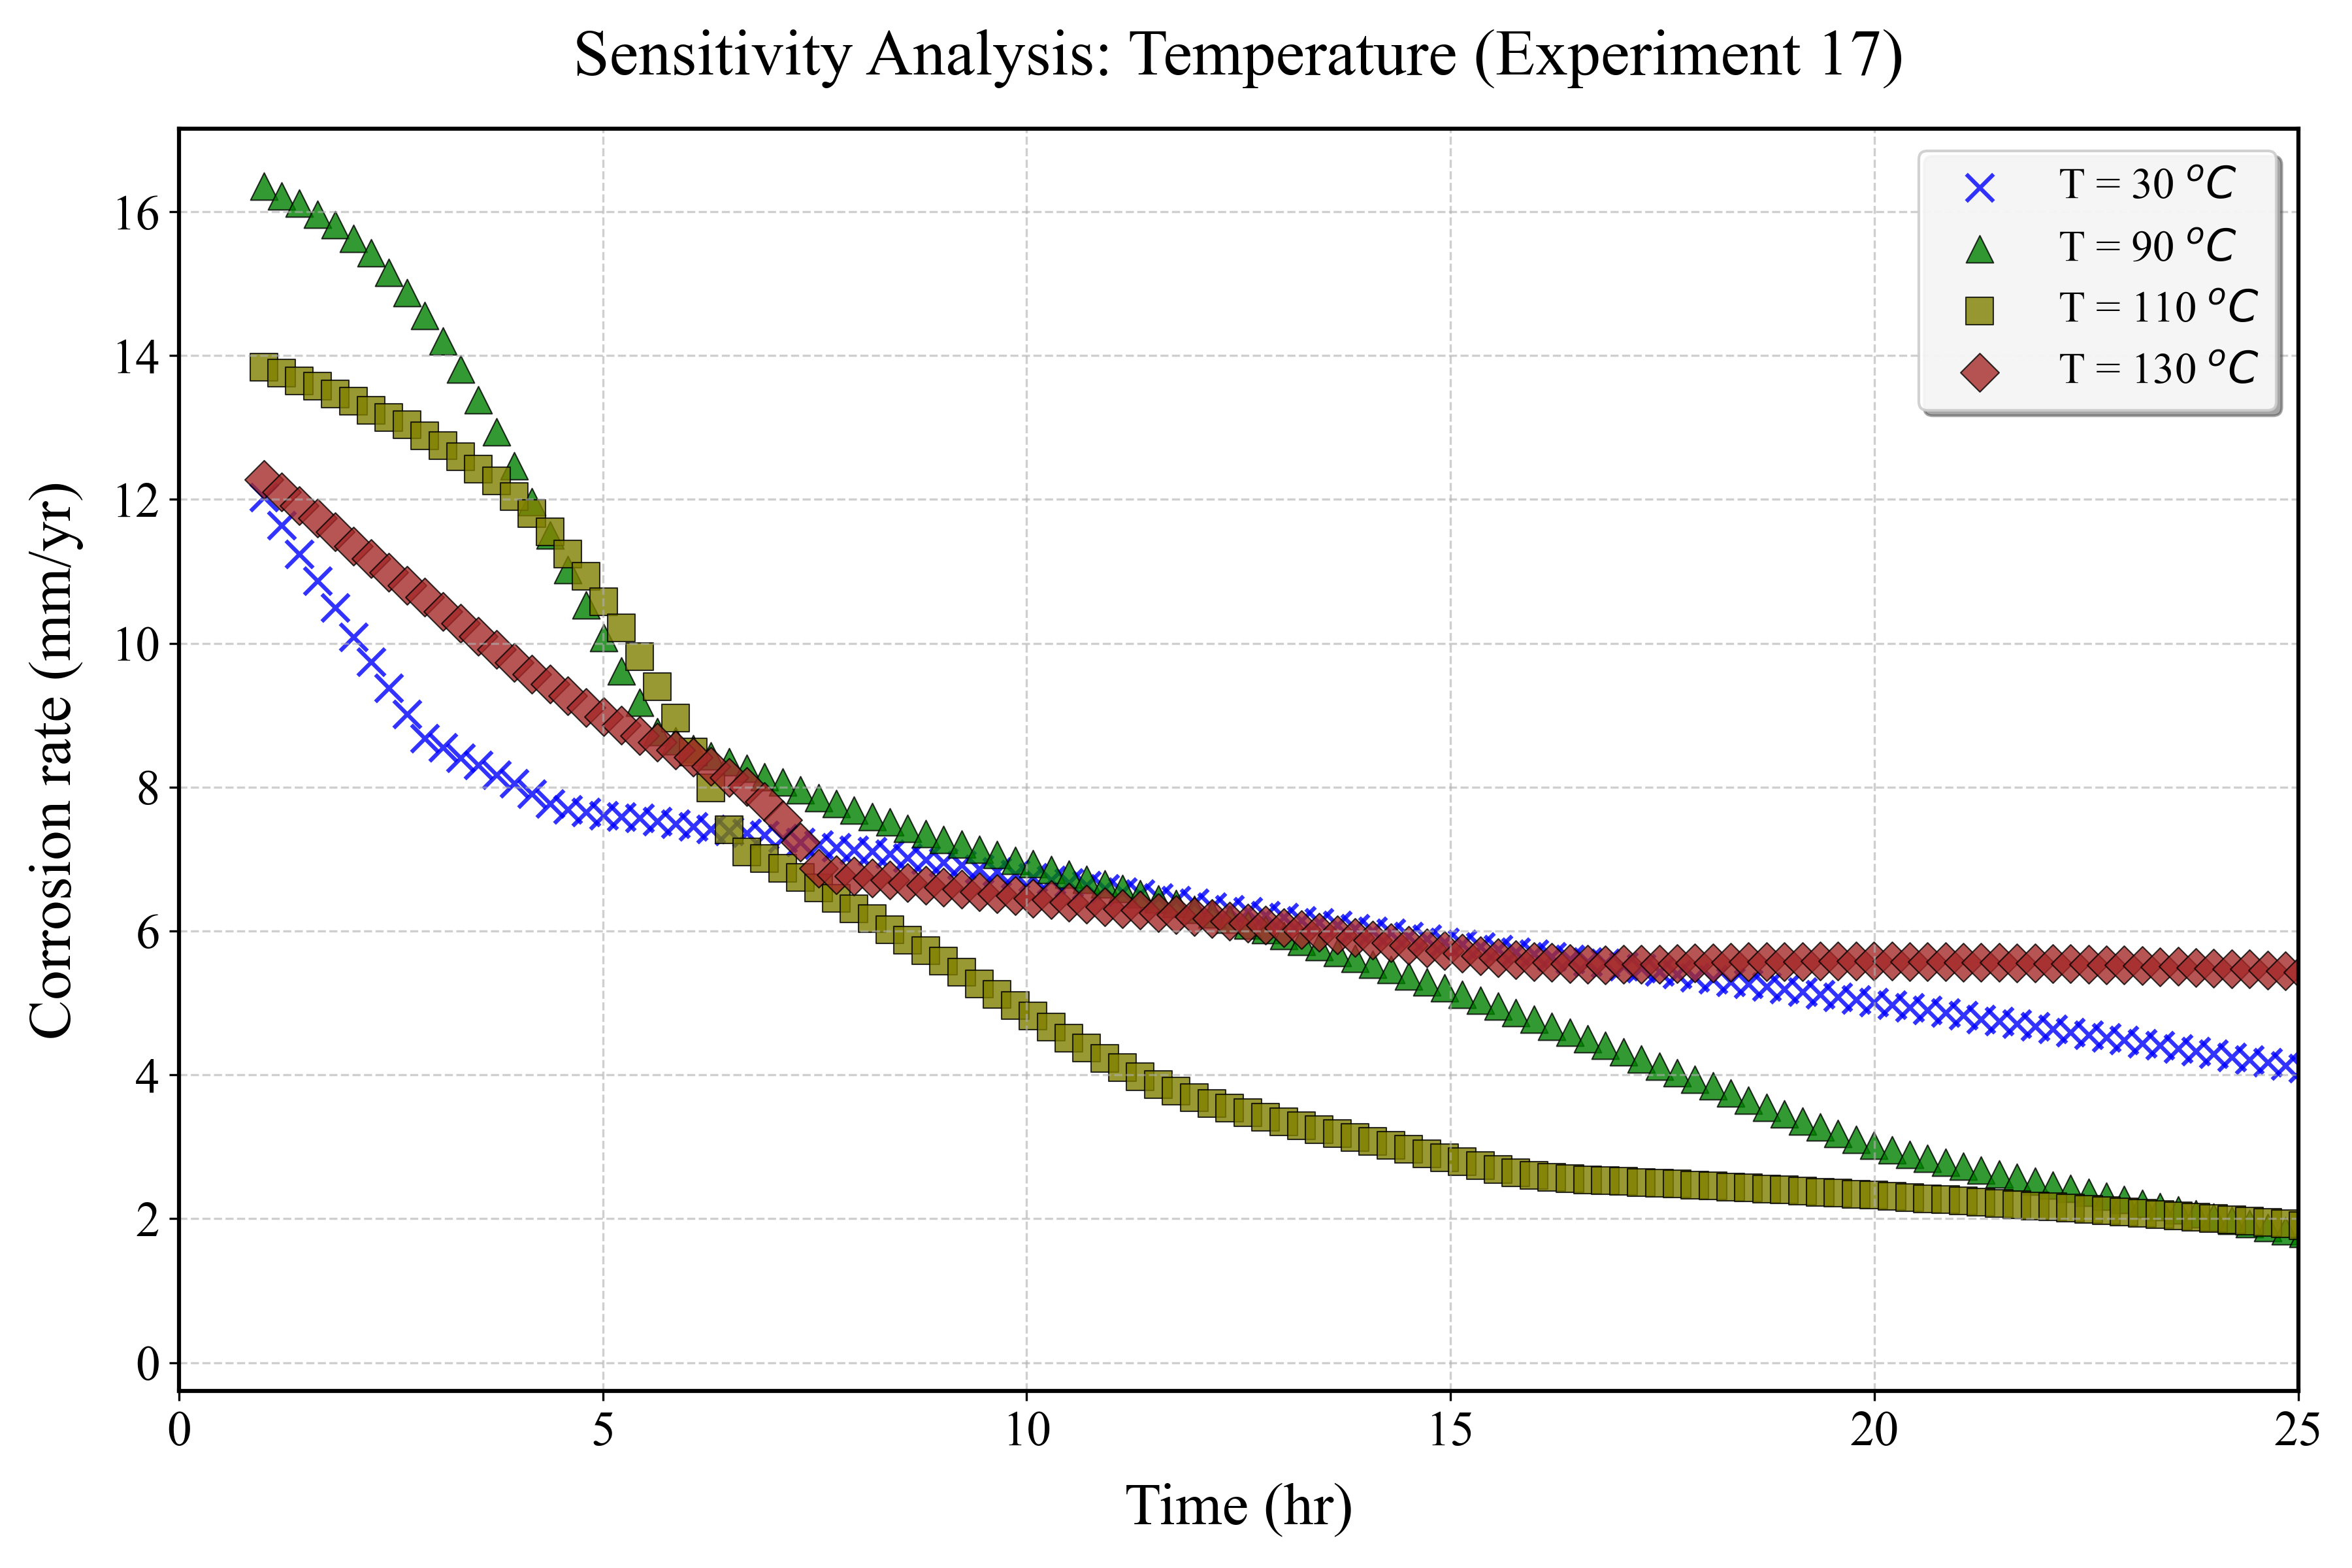 Sensitivity Analysis: Temperature (Experiment 17)
T = 30 °C
T = 90 °C
T = 110 °C
T = 130 °C
Corrosion rate (mm/yr)
16
14
12
10
8
6
4
2
0
0 5 10 15 20 25
Time (hr)